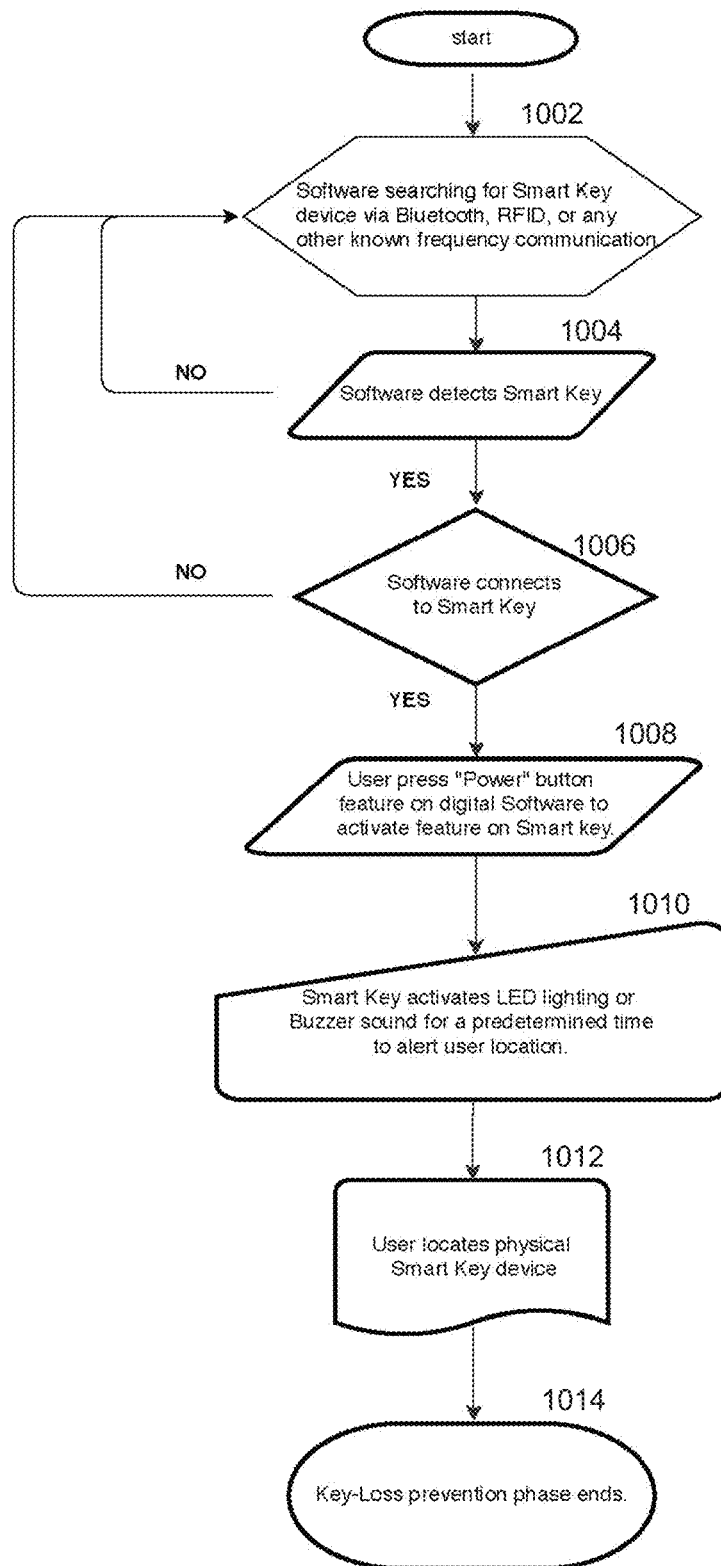 start
1002
Software searching for Smart Key
device via Bluetooth, RFID, or any
other known frequency communication
1004
NO
Software detects Smart Key
YES
1006
NO
Software connects
to Smart Key
YES
1008
User press "Power" button
feature on digital Software to
activate feature on Smart key.
1010
Smart Key activates LED lighting or
Buzzer sound for a predetermined time
to alert user location.
1012
User locates physical
Smart Key device
1014
Key-Loss prevention phase ends.